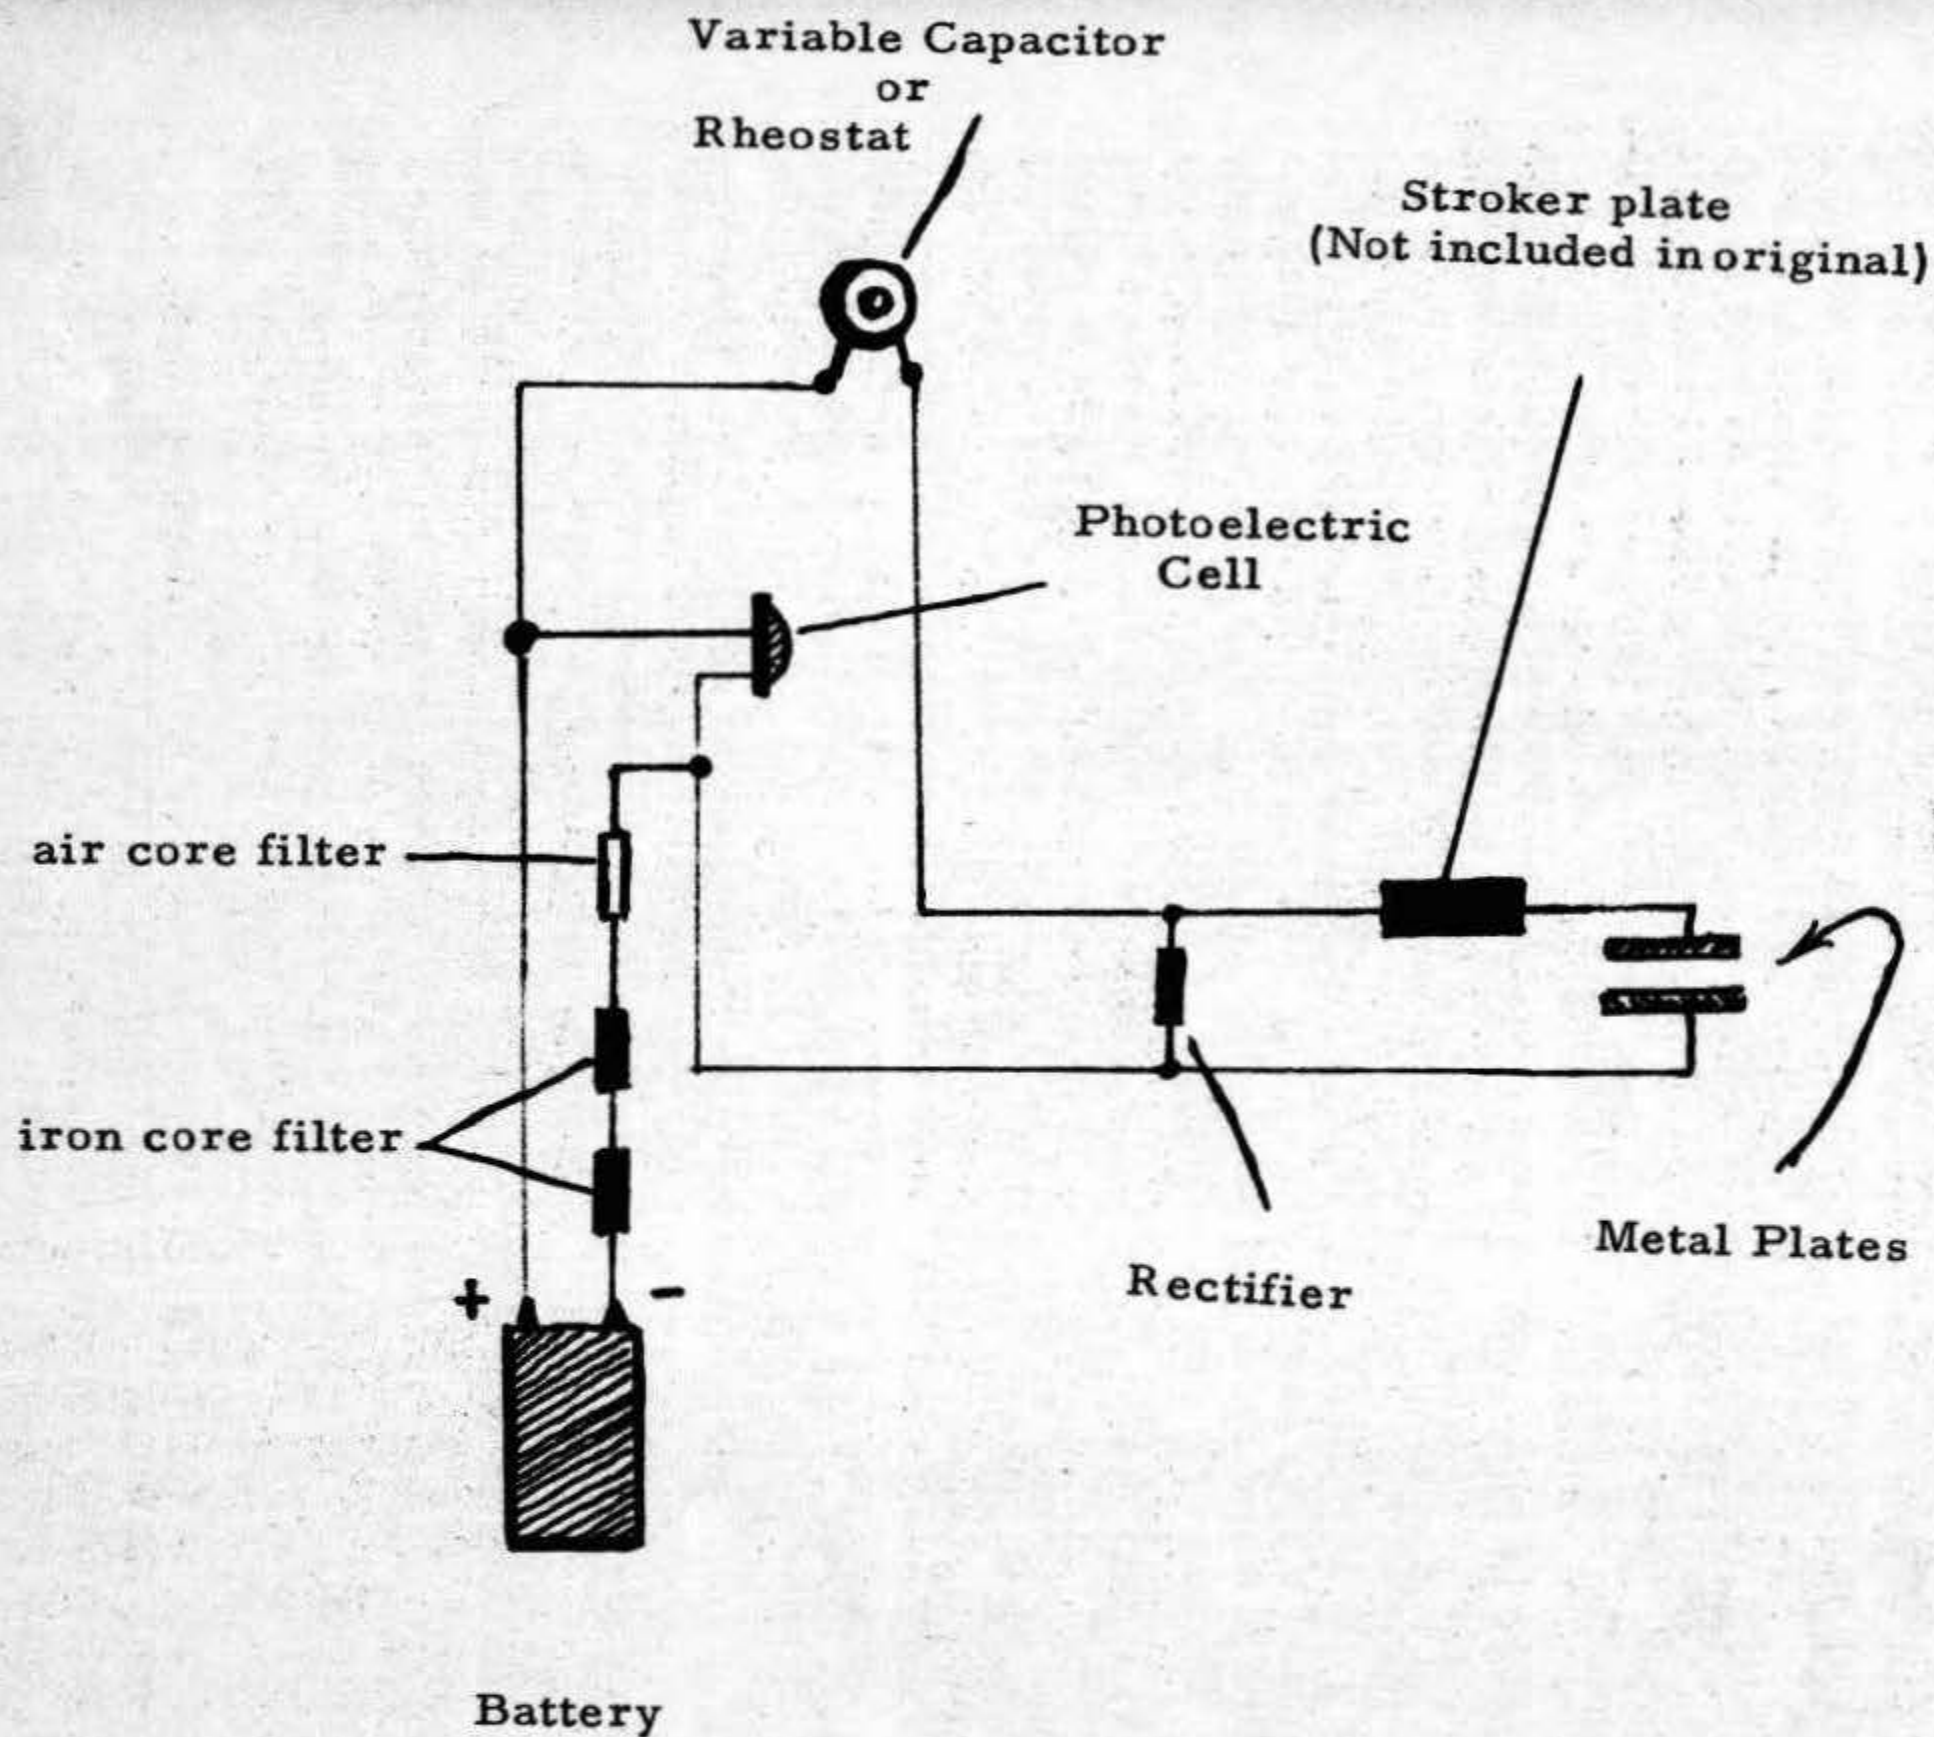 Variable Capacitor
or
Rheostat
Stroker plate
(Not included in original)
Photoelectric
Cell
air core filter
iron core filter
+
-
Metal Plates
Rectifier
Battery